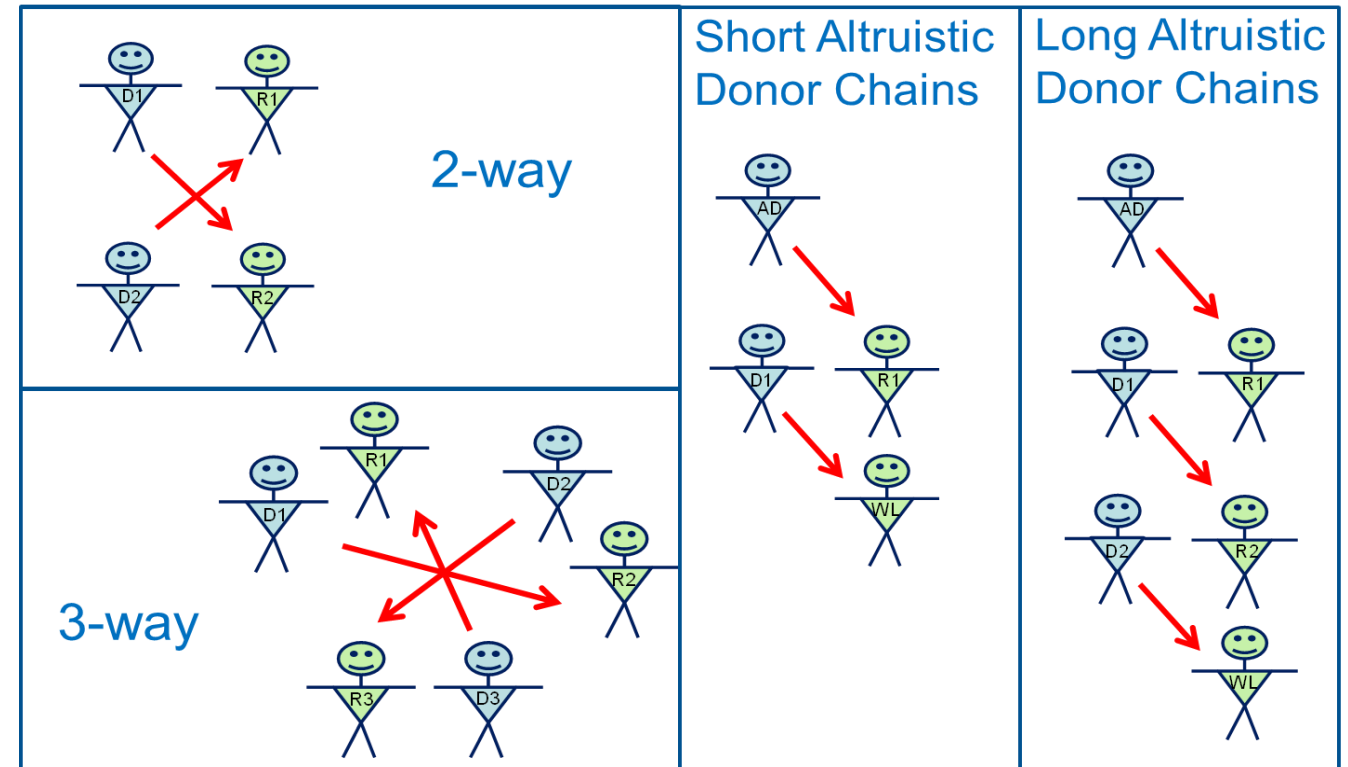 D1
R1
2-way
D2
R2
R1
D2
D1
R2
3-way
R3
D3
Short Altruistic
Donor Chains
AD
D1
R1
WL
Long Altruistic
Donor Chains
AD
D1
R1
D2
R2
WL